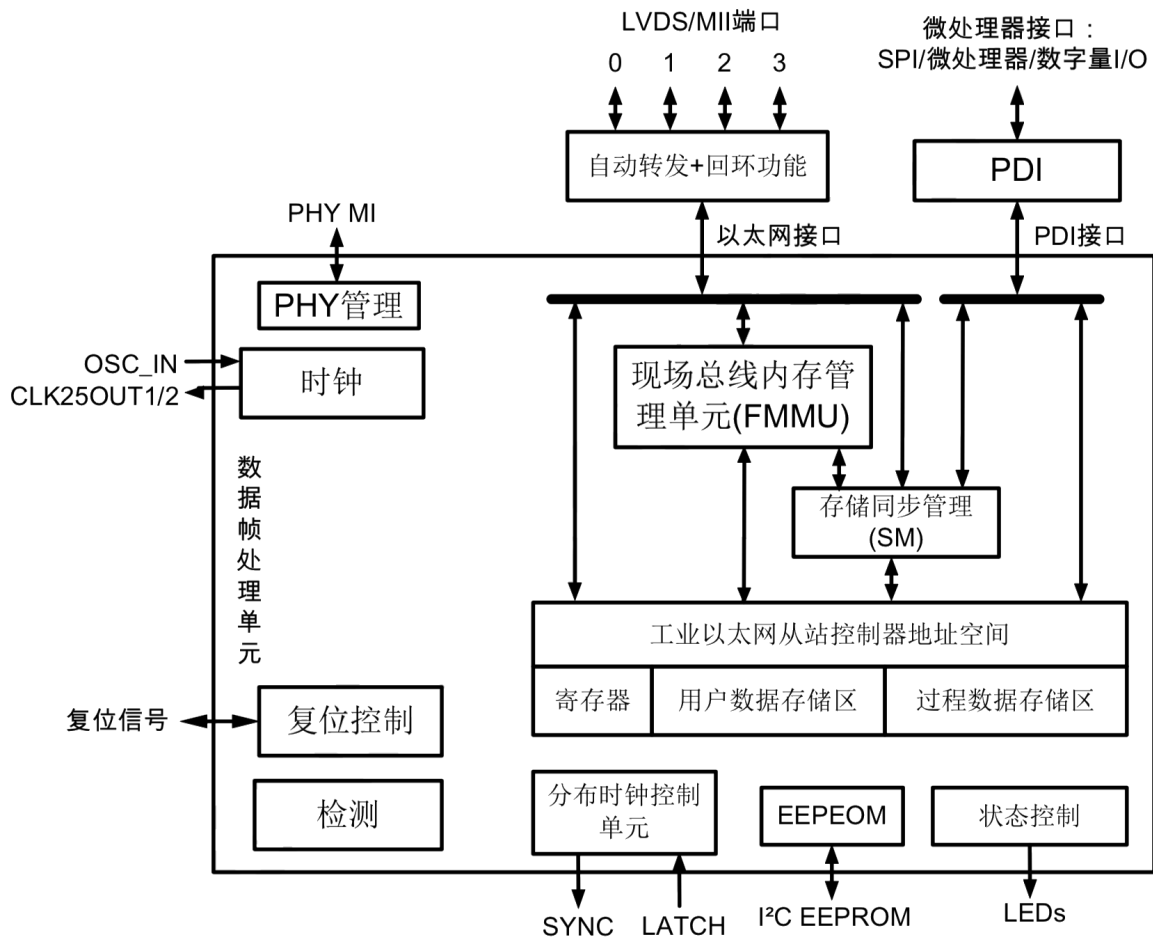 LVDS/MII端口
0 1 2 3
微处理器接口：
SPI/微处理器/数字量I/O
自动转发+回环功能
PDI
PHY MI
以太网接口
PDI接口
PHY管理
OSC_IN
CLK25OUT1/2
时钟
现场总线内存管
理单元(FMMU)
数据帧处理单元
存储同步管理
(SM)
工业以太网从站控制器地址空间
寄存器
用户数据存储区
过程数据存储区
复位信号
复位控制
检测
分布时钟控制
单元
EEPEOM
状态控制
SYNC
LATCH
I²C EEPROM
LEDs